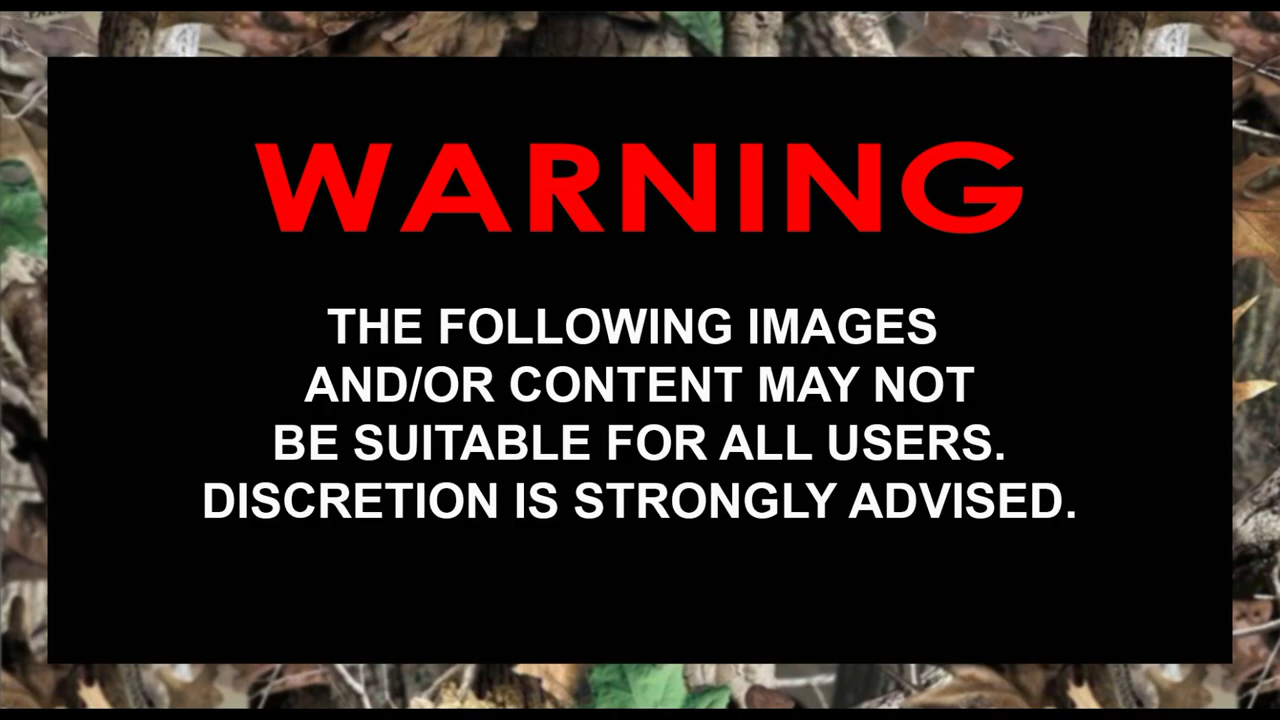 WARNING
THE FOLLOWING IMAGES
AND/OR CONTENT MAY NOT
BE SUITABLE FOR ALL USERS.
DISCRETION IS STRONGLY ADVISED.